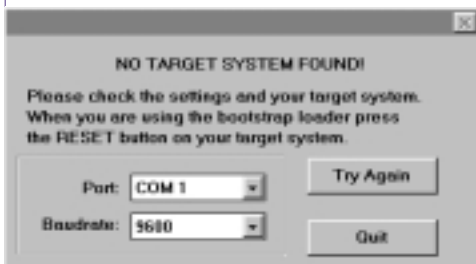 NO TARGET SYSTEM FOUND!
Please check the settings and your target system.
When you are using the bootstrap loader press
the RESET button on your target system.
Port: COM 1
Try Again
Baudrate: 9600
Quit